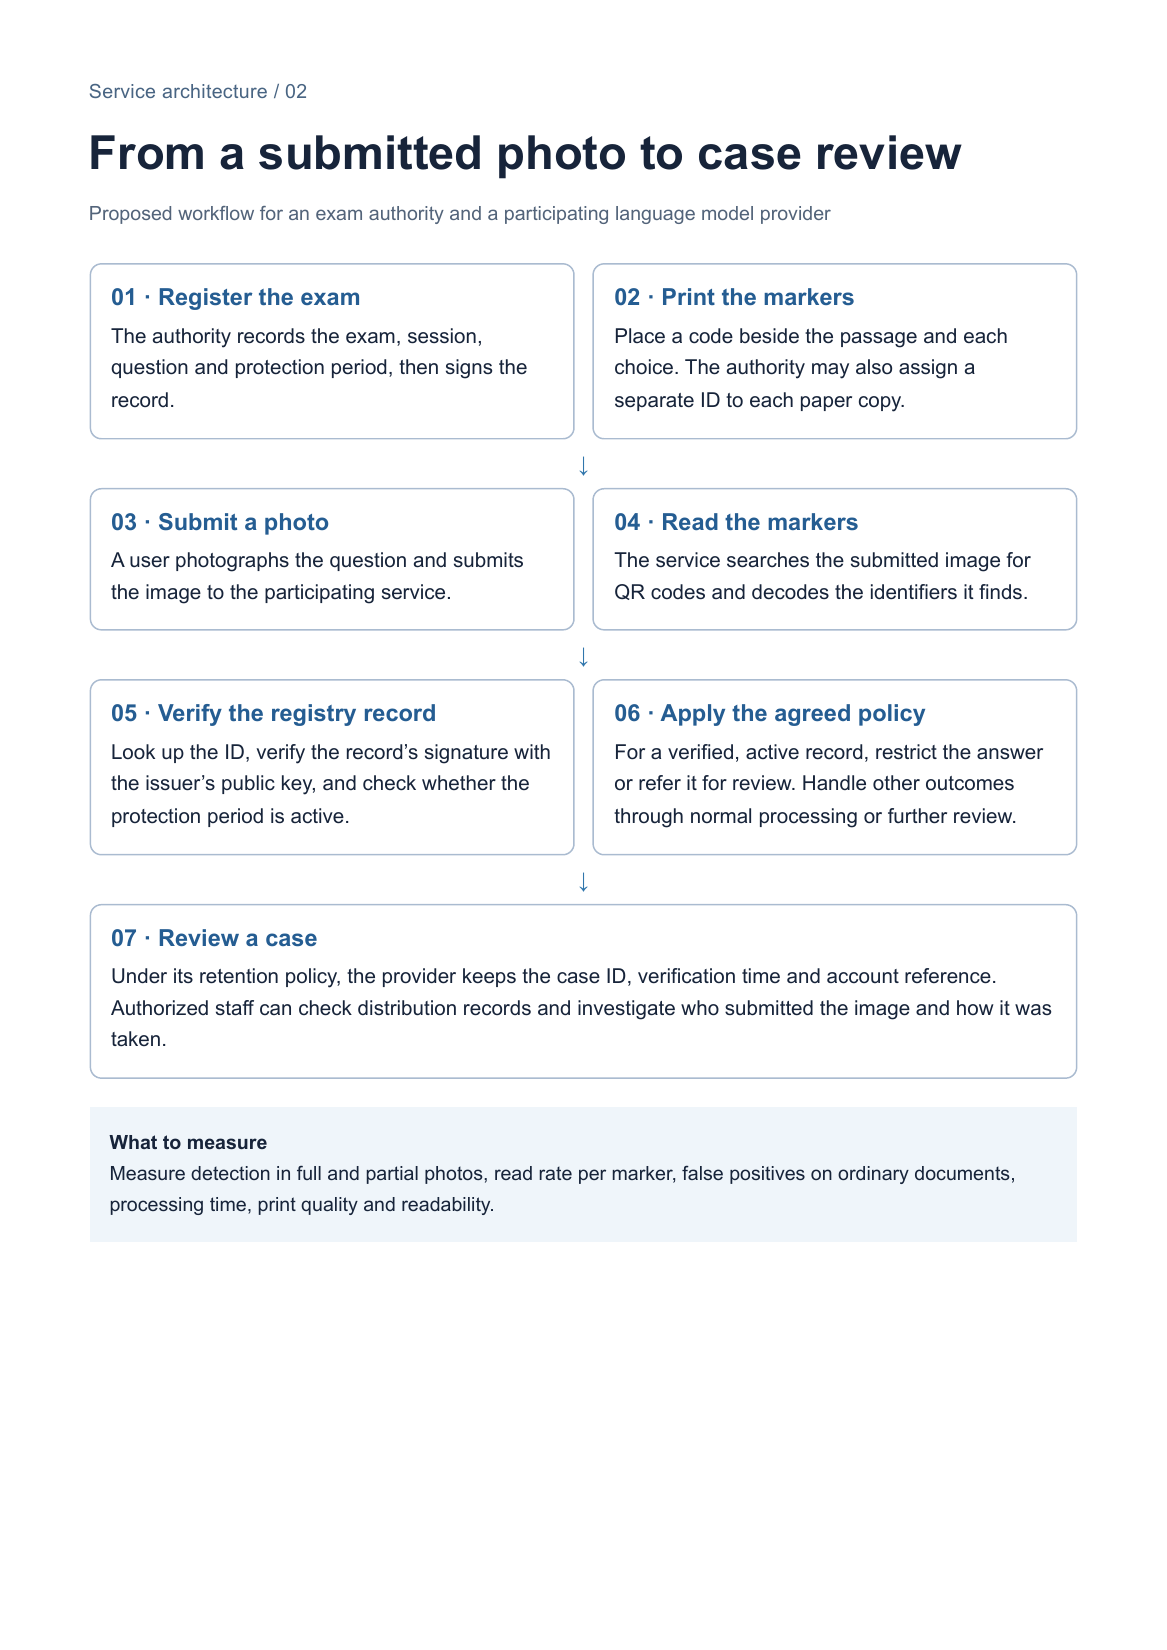 Service architecture / 02
From a submitted photo to case review
Proposed workflow for an exam authority and a participating language model provider
01 · Register the exam
The authority records the exam, session,
question and protection period, then signs the
record.
02 · Print the markers
Place a code beside the passage and each
choice. The authority may also assign a
separate ID to each paper copy.
↓
03 · Submit a photo
A user photographs the question and submits
the image to the participating service.
04 · Read the markers
The service searches the submitted image for
QR codes and decodes the identifiers it finds.
↓
05 · Verify the registry record
Look up the ID, verify the record’s signature with
the issuer’s public key, and check whether the
protection period is active.
06 · Apply the agreed policy
For a verified, active record, restrict the answer
or refer it for review. Handle other outcomes
through normal processing or further review.
↓
07 · Review a case
Under its retention policy, the provider keeps the case ID, verification time and account reference.
Authorized staff can check distribution records and investigate who submitted the image and how it was
taken.
What to measure
Measure detection in full and partial photos, read rate per marker, false positives on ordinary documents,
processing time, print quality and readability.